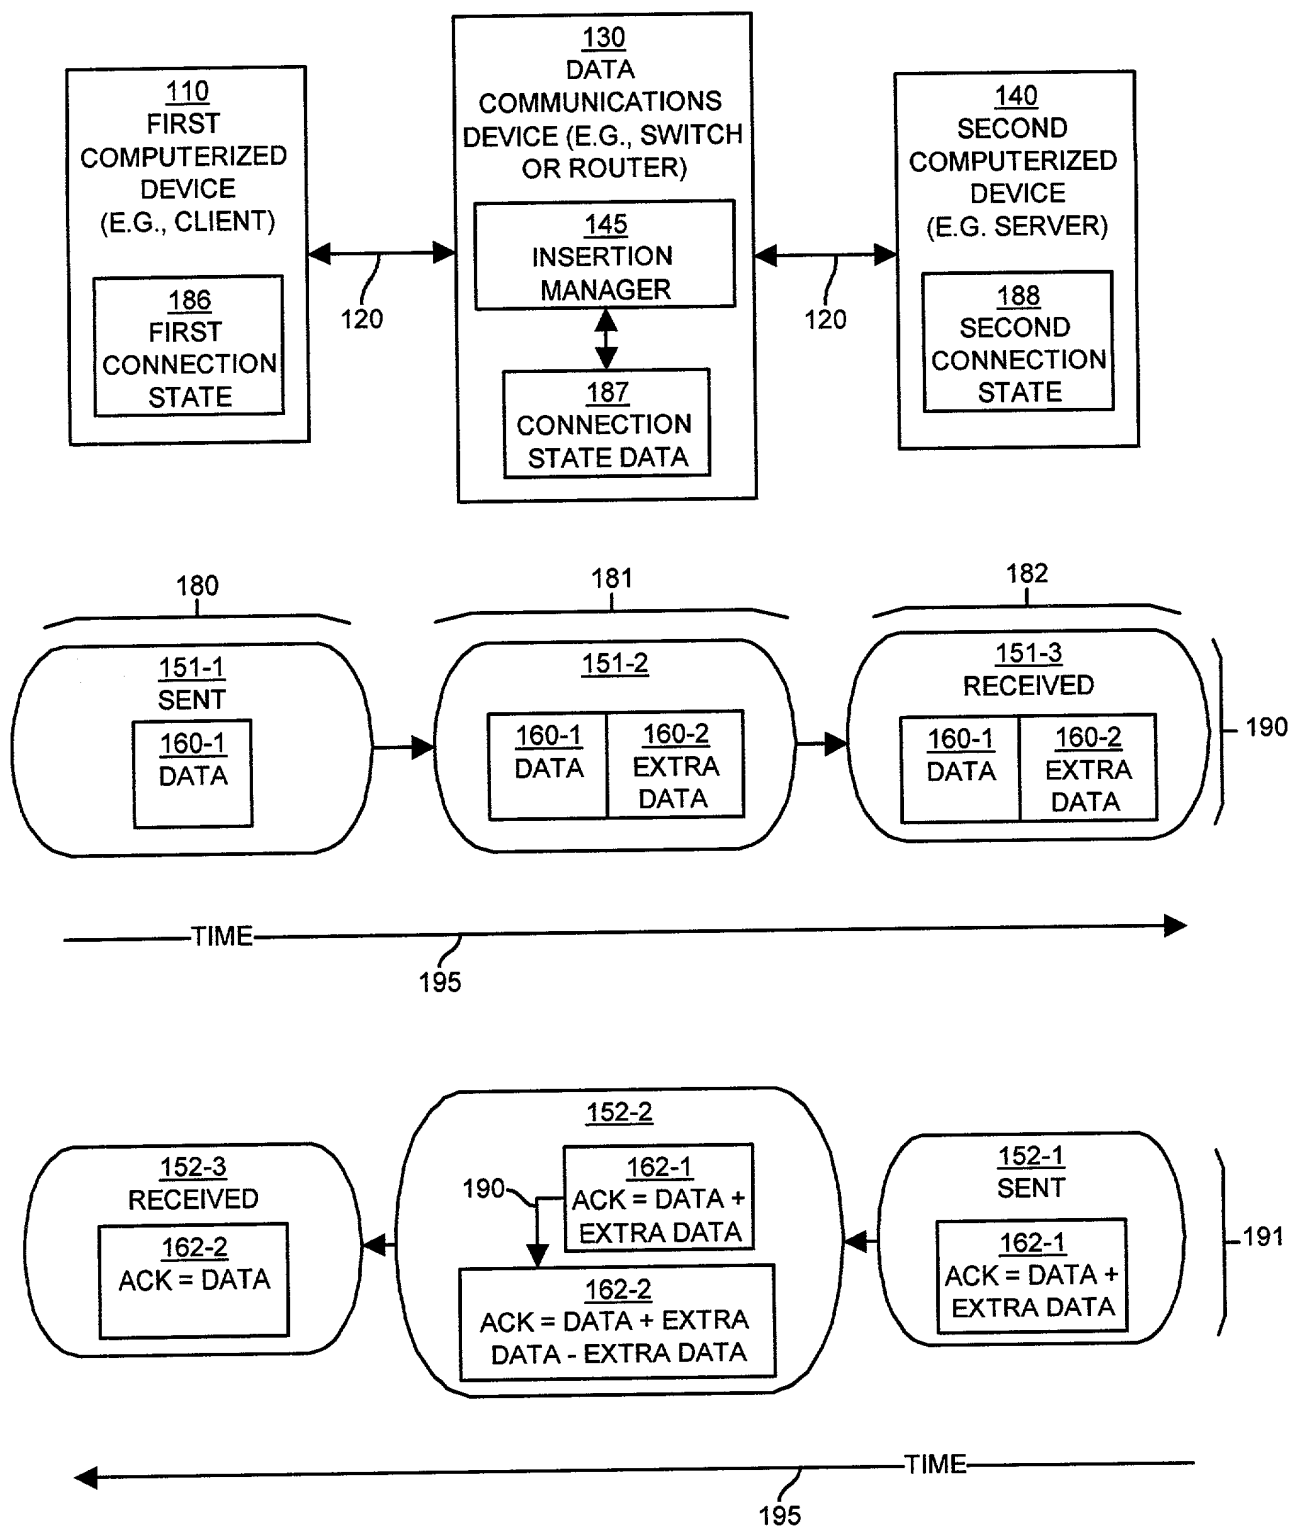 110
FIRST
COMPUTERIZED
DEVICE
(E.G., CLIENT)
186
FIRST
CONNECTION
STATE
120
130
DATA
COMMUNICATIONS
DEVICE (E.G., SWITCH
OR ROUTER)
145
INSERTION
MANAGER
187
CONNECTION
STATE DATA
120
140
SECOND
COMPUTERIZED
DEVICE
(E.G. SERVER)
188
SECOND
CONNECTION
STATE
180
181
182
151-1
SENT
160-1
DATA
151-2
160-1
DATA
160-2
EXTRA
DATA
151-3
RECEIVED
160-1
DATA
160-2
EXTRA
DATA
190
TIME
195
152-3
RECEIVED
162-2
ACK = DATA
152-2
190
162-1
ACK = DATA +
EXTRA DATA
162-2
ACK = DATA + EXTRA
DATA - EXTRA DATA
152-1
SENT
162-1
ACK = DATA +
EXTRA DATA
191
TIME
195